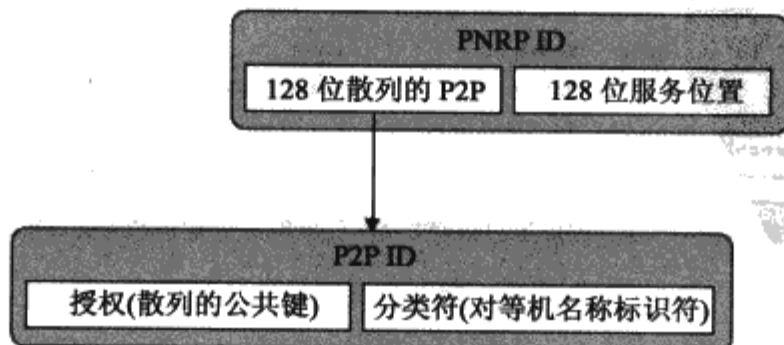 PNRP ID
128 位散列的 P2P
128 位服务位置
P2P ID
授权(散列的公共键)
分类符(对等机名称标识符)